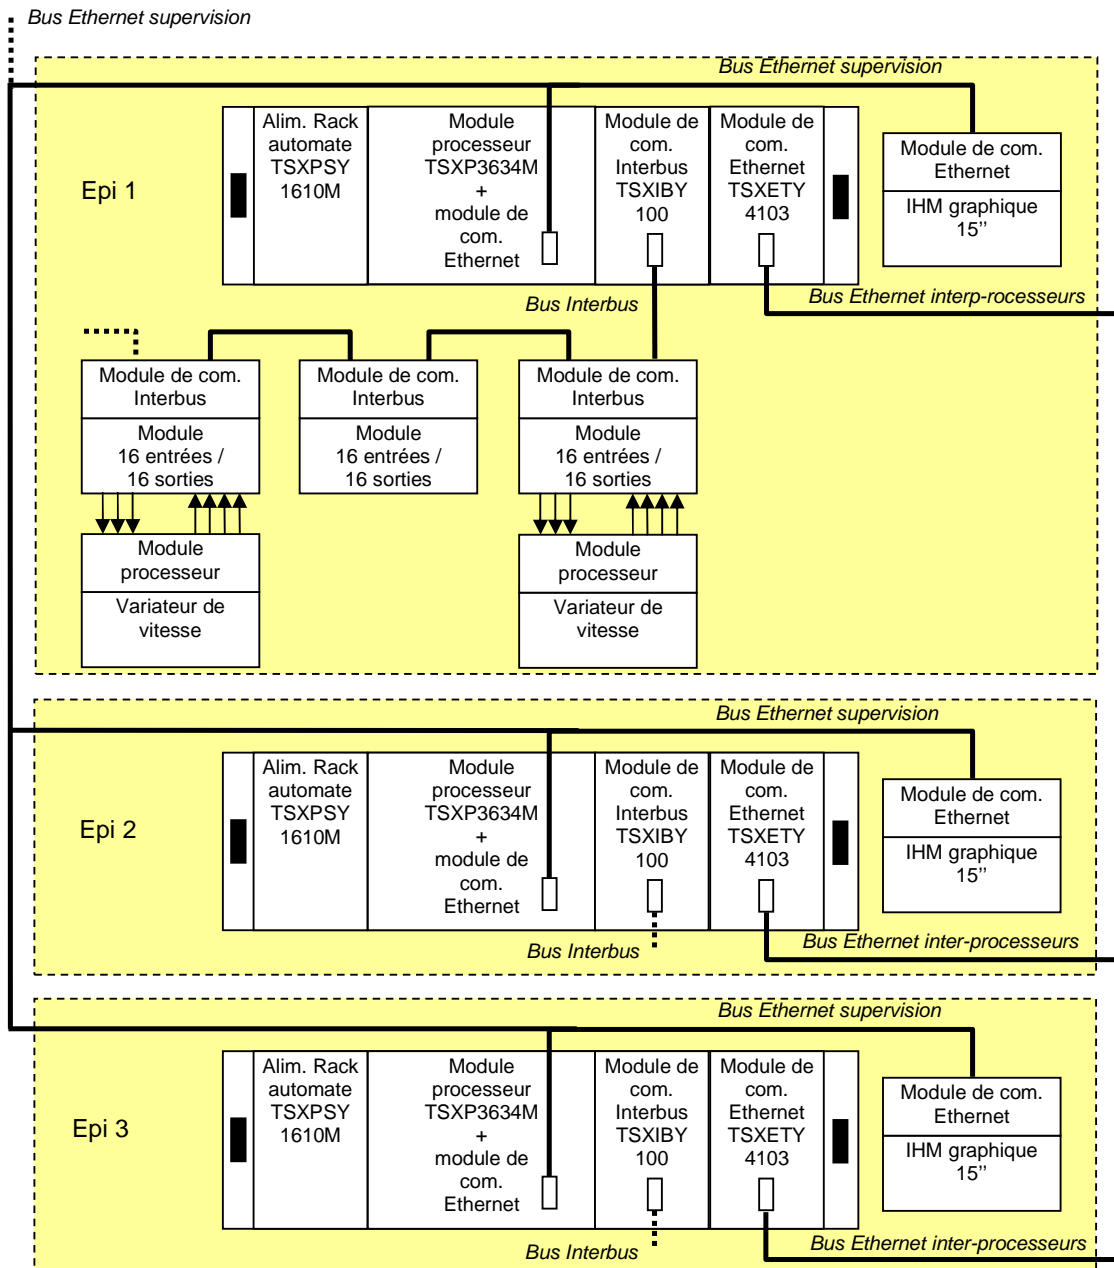 Bus Ethernet supervision
Bus Ethernet supervision
Epi 1
Alim. Rack
automate
TSXPSY
1610M
Module
processeur
TSXP3634M
+
module de
com.
Ethernet
Module de
com.
Interbus
TSXIBY
100
Module de
com.
Ethernet
TSXETY
4103
Module de com.
Ethernet
IHM graphique
15’’
Bus Interbus
Bus Ethernet interp-rocesseurs
Module de com.
Interbus
Module
16 entrées /
16 sorties
Module de com.
Interbus
Module
16 entrées /
16 sorties
Module de com.
Interbus
Module
16 entrées /
16 sorties
Module
processeur
Variateur de
vitesse
Module
processeur
Variateur de
vitesse
Bus Ethernet supervision
Epi 2
Alim. Rack
automate
TSXPSY
1610M
Module
processeur
TSXP3634M
+
module de
com.
Ethernet
Module de
com.
Interbus
TSXIBY
100
Module de
com.
Ethernet
TSXETY
4103
Module de com.
Ethernet
IHM graphique
15’’
Bus Interbus
Bus Ethernet inter-processeurs
Bus Ethernet supervision
Epi 3
Alim. Rack
automate
TSXPSY
1610M
Module
processeur
TSXP3634M
+
module de
com.
Ethernet
Module de
com.
Interbus
TSXIBY
100
Module de
com.
Ethernet
TSXETY
4103
Module de com.
Ethernet
IHM graphique
15’’
Bus Interbus
Bus Ethernet inter-processeurs